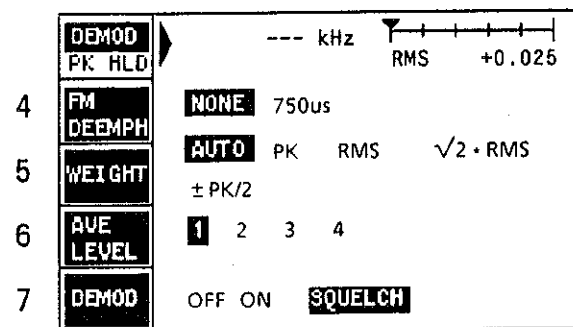 DEMOD --- kHz
PK HLD RMS +0.025
4 FM DEEMPH NONE 750us
5 WEIGHT AUTO PK RMS √2・RMS
± PK/2
6 AVE LEVEL 1 2 3 4
7 DEMOD OFF ON SQUELCH